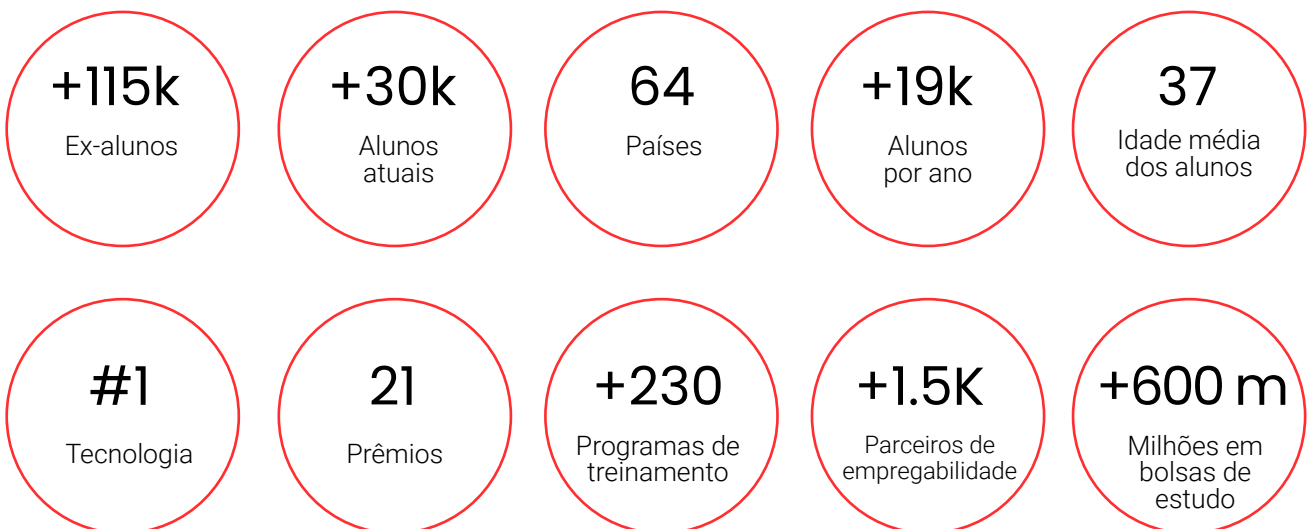 +115k
Ex-alunos
+30k
Alunos
atuais
64
Países
+19k
Alunos
por ano
37
Idade média
dos alunos
#1
Tecnologia
21
Prêmios
+230
Programas de
treinamento
+1.5K
Parceiros de
empregabilidade
+600 m
Milhões em
bolsas de
estudo